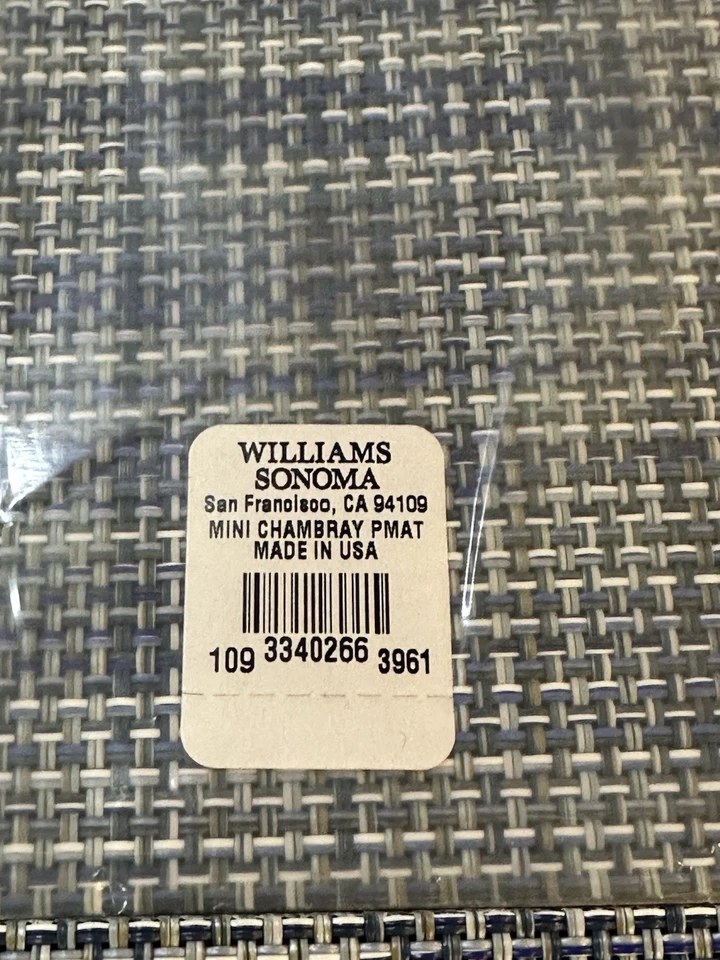 WILLIAMS
SONOMA
San Francisco, CA 94109
MINI CHAMBRAY PMAT
MADE IN USA
109 3340266 3961